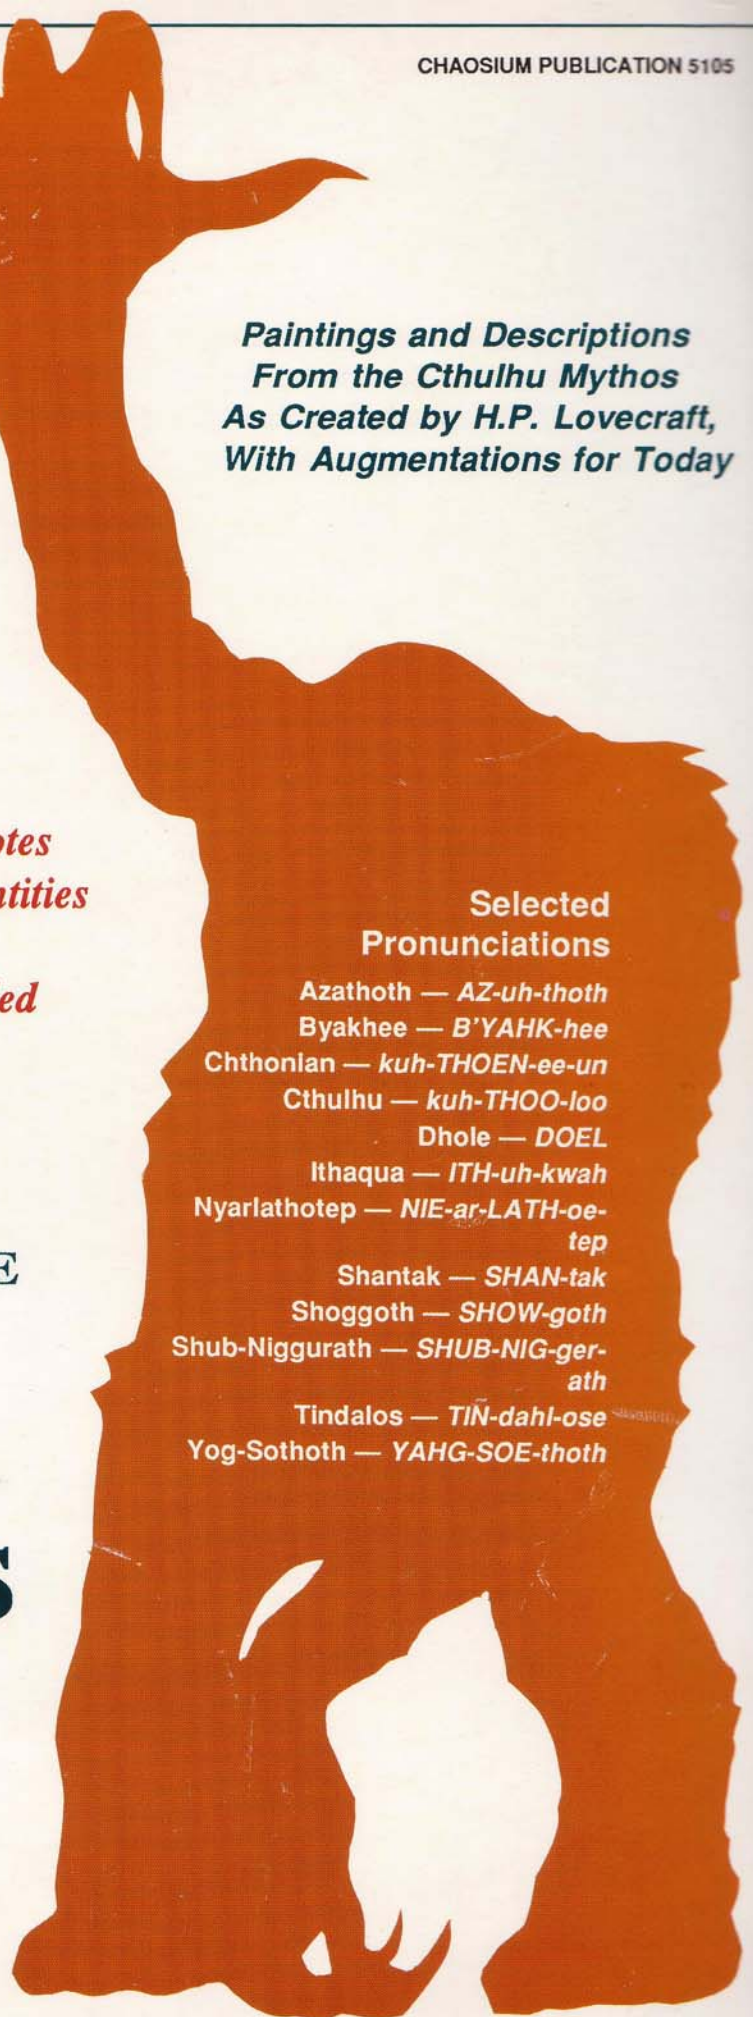 CHAOSIUM PUBLICATION 5105
Paintings and Descriptions
From the Cthulhu Mythos
As Created by H.P. Lovecraft,
With Augmentations for Today
Selected
Pronunciations
Azathoth — AZ-uh-thoth
Byakhee — B'YAHK-hee
Chthonian — kuh-THOEN-ee-un
Cthulhu — kuh-THOO-loo
Dhole — DOEL
Ithaqua — ITH-uh-kwah
Nyarlathotep — NIE-ar-LATH-oe-
tep
Shantak — SHAN-tak
Shoggoth — SHOW-goth
Shub-Niggurath — SHUB-NIG-ger-
ath
Tindalos — TIN-dahl-ose
Yog-Sothoth — YAHG-SOE-thoth